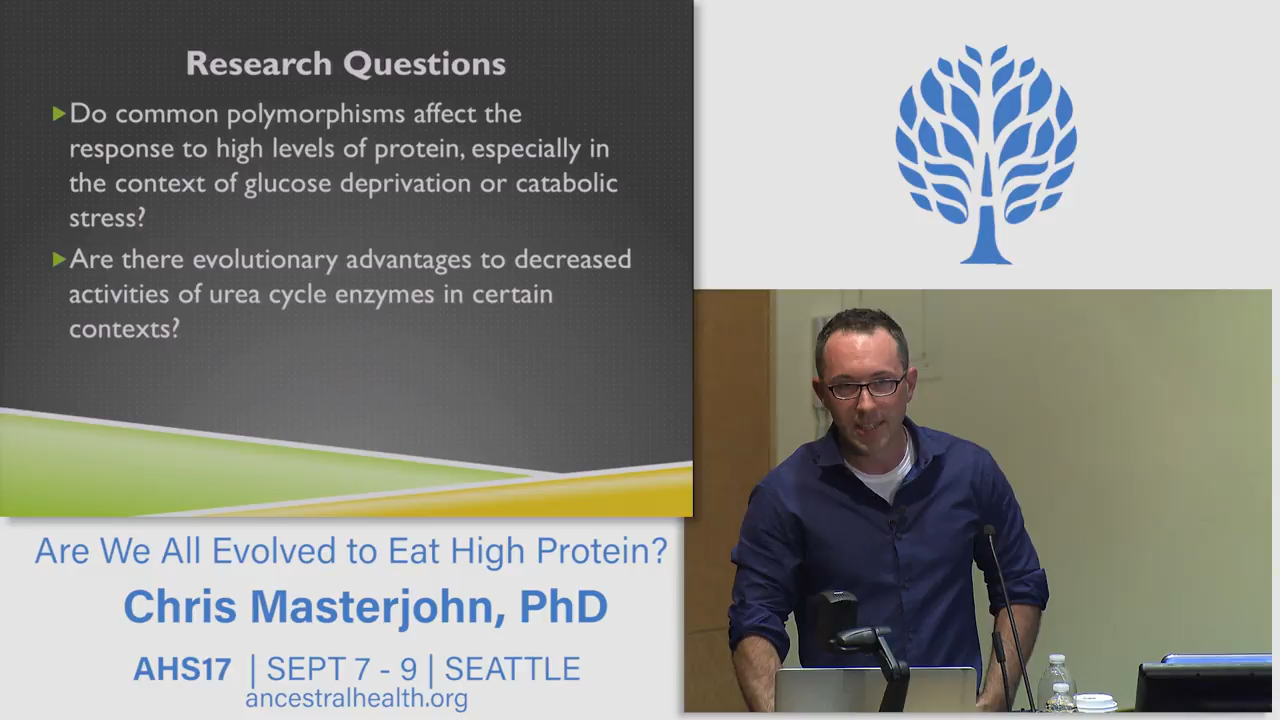 Research Questions
Do common polymorphisms affect the
response to high levels of protein, especially in
the context of glucose deprivation or catabolic
stress?
Are there evolutionary advantages to decreased
activities of urea cycle enzymes in certain
contexts?
Are We All Evolved to Eat High Protein?
Chris Masterjohn, PhD
AHS17 | SEPT 7 - 9 | SEATTLE
ancestralhealth.org